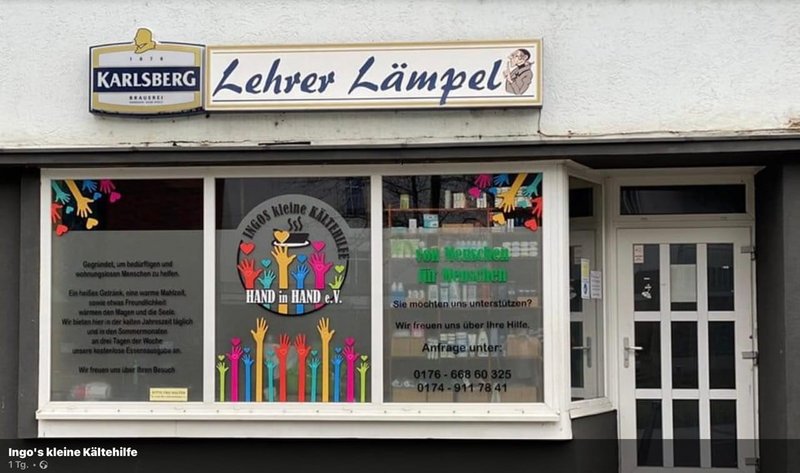 1878
KARLSBERG
BRAUEREI
Lehrer Lämpel
Gegründet, um bedürftigen und
wohnungslosen Menschen zu helfen.
Ein heißes Getränk, eine warme Mahlzeit,
sowie etwas Freundlichkeit
wärmen den Magen und die Seele.
Wir bieten hier in der kalten Jahreszeit täglich
und in den Sommermonaten
an drei Tagen der Woche
unsere kostenlose Essensausgabe an.
Wir freuen uns über Ihren Besuch
INGOS kleine KÄLTEHILFE
HAND in HAND e.V.
von Menschen
für Menschen
Sie möchten uns unterstützen?
Wir freuen uns über Ihre Hilfe.
Anfrage unter:
0176 - 668 60 325
0174 - 911 78 41
Ingo's kleine Kältehilfe
1 Tg.